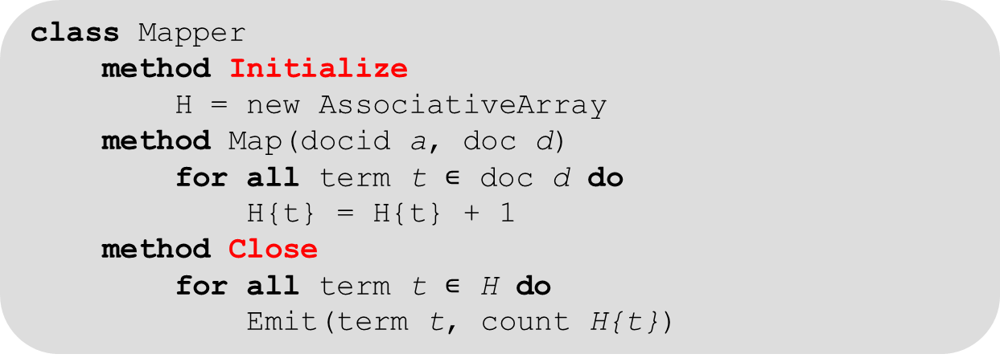 class Mapper
method Initialize
H = new AssociativeArray
method Map(docid a, doc d)
for all term t ∈ doc d do
H{t} = H{t} + 1
method Close
for all term t ∈ H do
Emit(term t, count H{t})